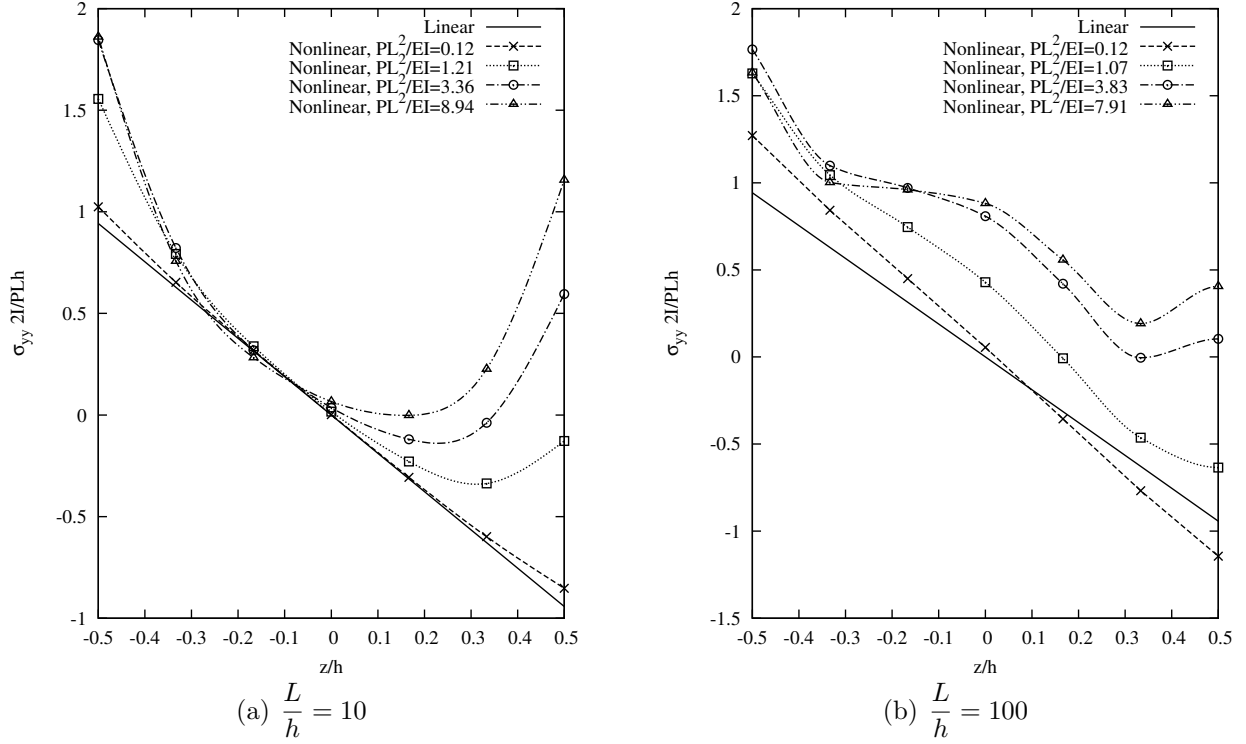 2
1.5
1
0.5
0
-0.5
-1
-0.5 -0.4 -0.3 -0.2 -0.1 0 0.1 0.2 0.3 0.4 0.5
σyy 2I/PLh
z/h
Linear
Nonlinear, PL²/EI=0.12
Nonlinear, PL²/EI=1.21
Nonlinear, PL²/EI=3.36
Nonlinear, PL²/EI=8.94
(a) L/h = 10
2
1.5
1
0.5
0
-0.5
-1
-1.5
-0.5 -0.4 -0.3 -0.2 -0.1 0 0.1 0.2 0.3 0.4 0.5
σyy 2I/PLh
z/h
Linear
Nonlinear, PL²/EI=0.12
Nonlinear, PL²/EI=1.07
Nonlinear, PL²/EI=3.83
Nonlinear, PL²/EI=7.91
(b) L/h = 100